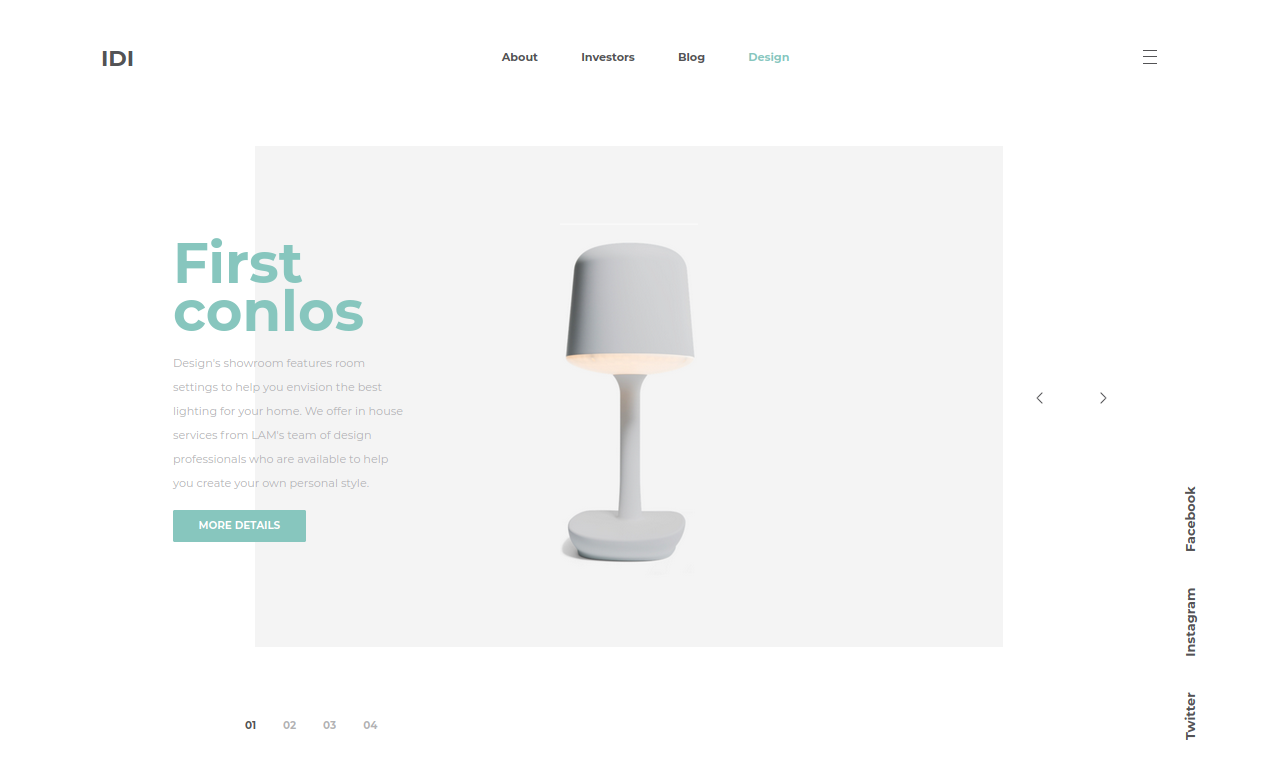 IDI
About
Investors
Blog
Design
First
conlos
Design's showroom features room
settings to help you envision the best
lighting for your home. We offer in house
services from LAM's team of design
professionals who are available to help
you create your own personal style.
MORE DETAILS
Facebook
Instagram
Twitter
01
02
03
04